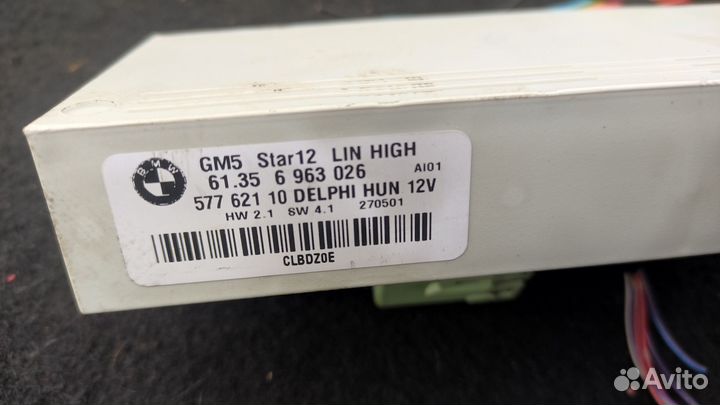 BMW
GM5 Star12 LIN HIGH
61.35 6 963 026 AI01
577 621 10 DELPHI HUN 12V
HW 2.1 SW 4.1 270501
CLBDZ0E
Avito